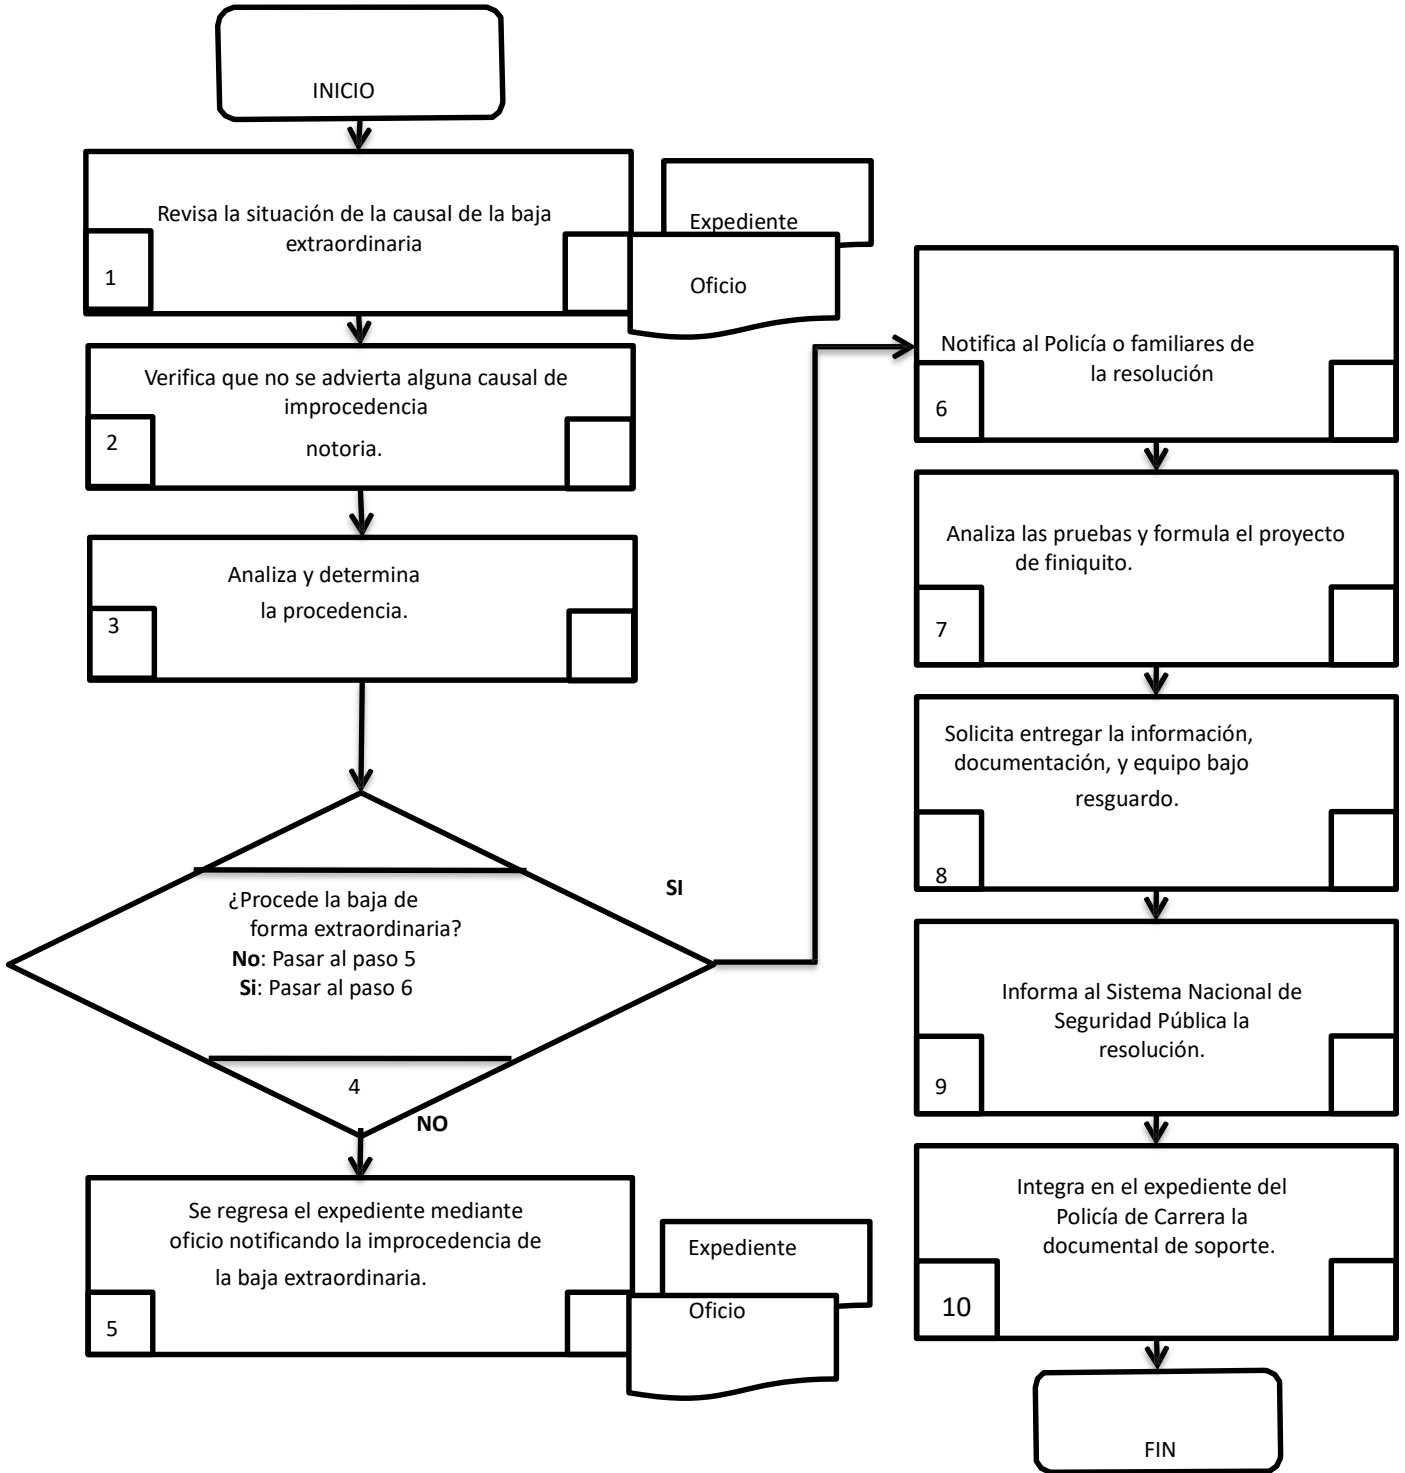 INICIO
Revisa la situación de la causal de la baja
extraordinaria
1
Expediente
Oficio
Verifica que no se advierta alguna causal de
improcedencia
notoria.
2
Analiza y determina
la procedencia.
3
¿Procede la baja de
forma extraordinaria?
No: Pasar al paso 5
Si: Pasar al paso 6
4
SI
NO
Se regresa el expediente mediante
oficio notificando la improcedencia de
la baja extraordinaria.
5
Expediente
Oficio
Notifica al Policía o familiares de
la resolución
6
Analiza las pruebas y formula el proyecto
de finiquito.
7
Solicita entregar la información,
documentación, y equipo bajo
resguardo.
8
Informa al Sistema Nacional de
Seguridad Pública la
resolución.
9
Integra en el expediente del
Policía de Carrera la
documental de soporte.
10
FIN